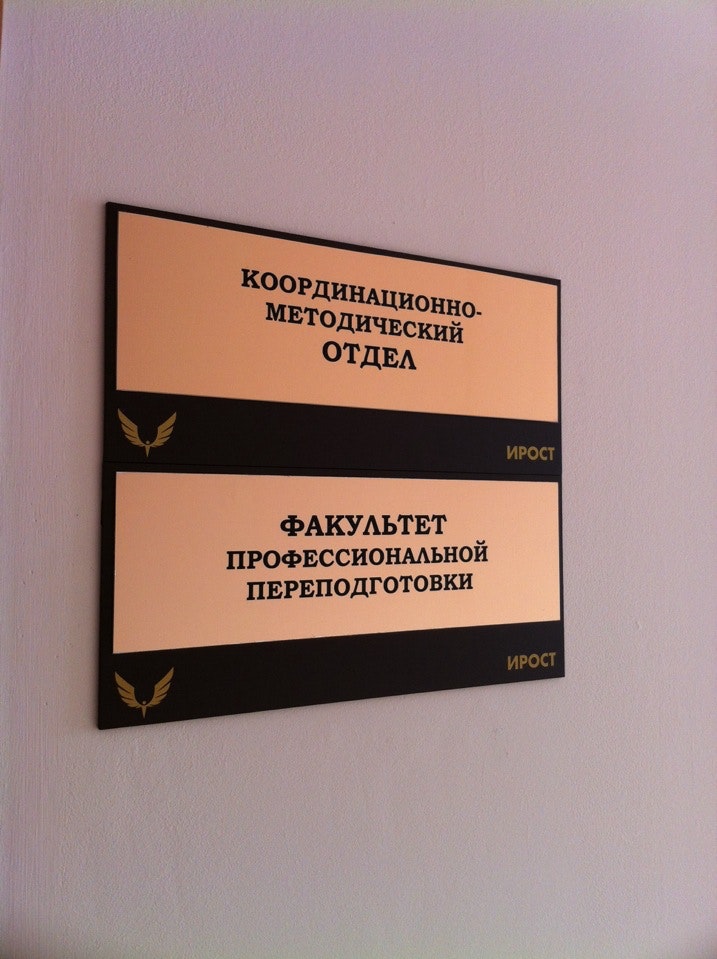 КООРДИНАЦИОННО-
МЕТОДИЧЕСКИЙ
ОТДЕЛ
ИРОСТ
ФАКУЛЬТЕТ
ПРОФЕССИОНАЛЬНОЙ
ПЕРЕПОДГОТОВКИ
ИРОСТ